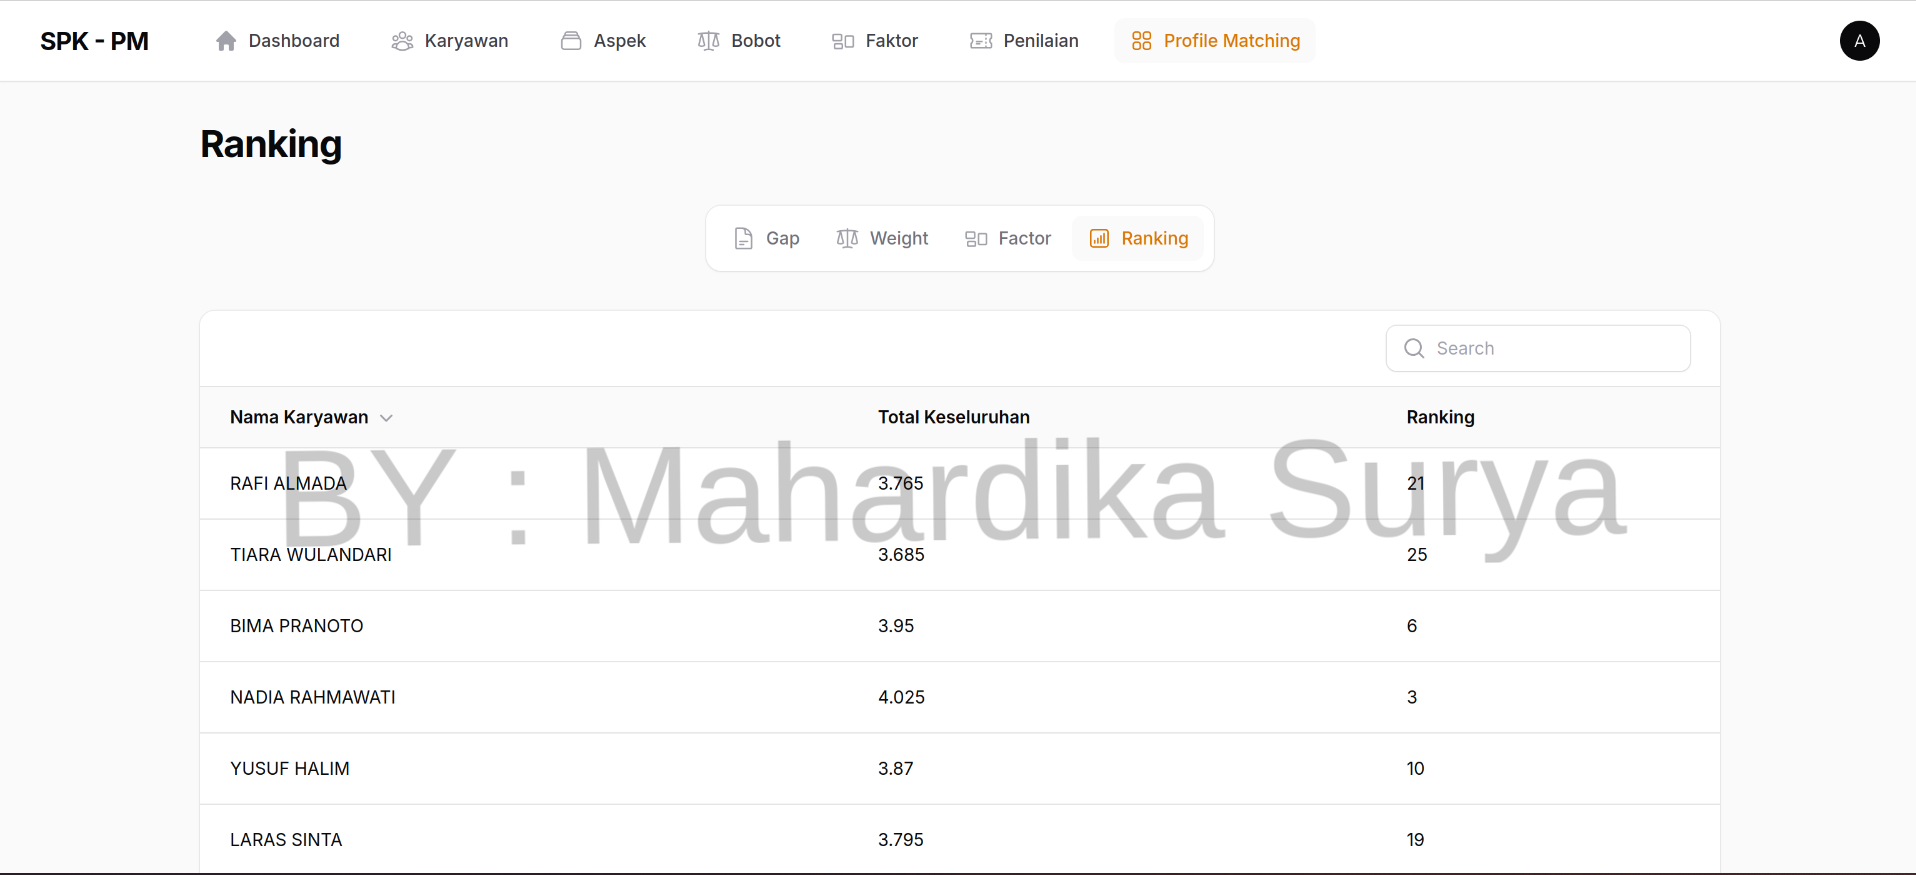 SPK - PM Dashboard Karyawan Aspek Bobot Faktor Penilaian Profile Matching A
Ranking
Gap Weight Factor Ranking
Search
Nama Karyawan Total Keseluruhan Ranking
BY : Mahardika Surya
RAFI ALMADA 3.765 21
TIARA WULANDARI 3.685 25
BIMA PRANOTO 3.95 6
NADIA RAHMAWATI 4.025 3
YUSUF HALIM 3.87 10
LARAS SINTA 3.795 19